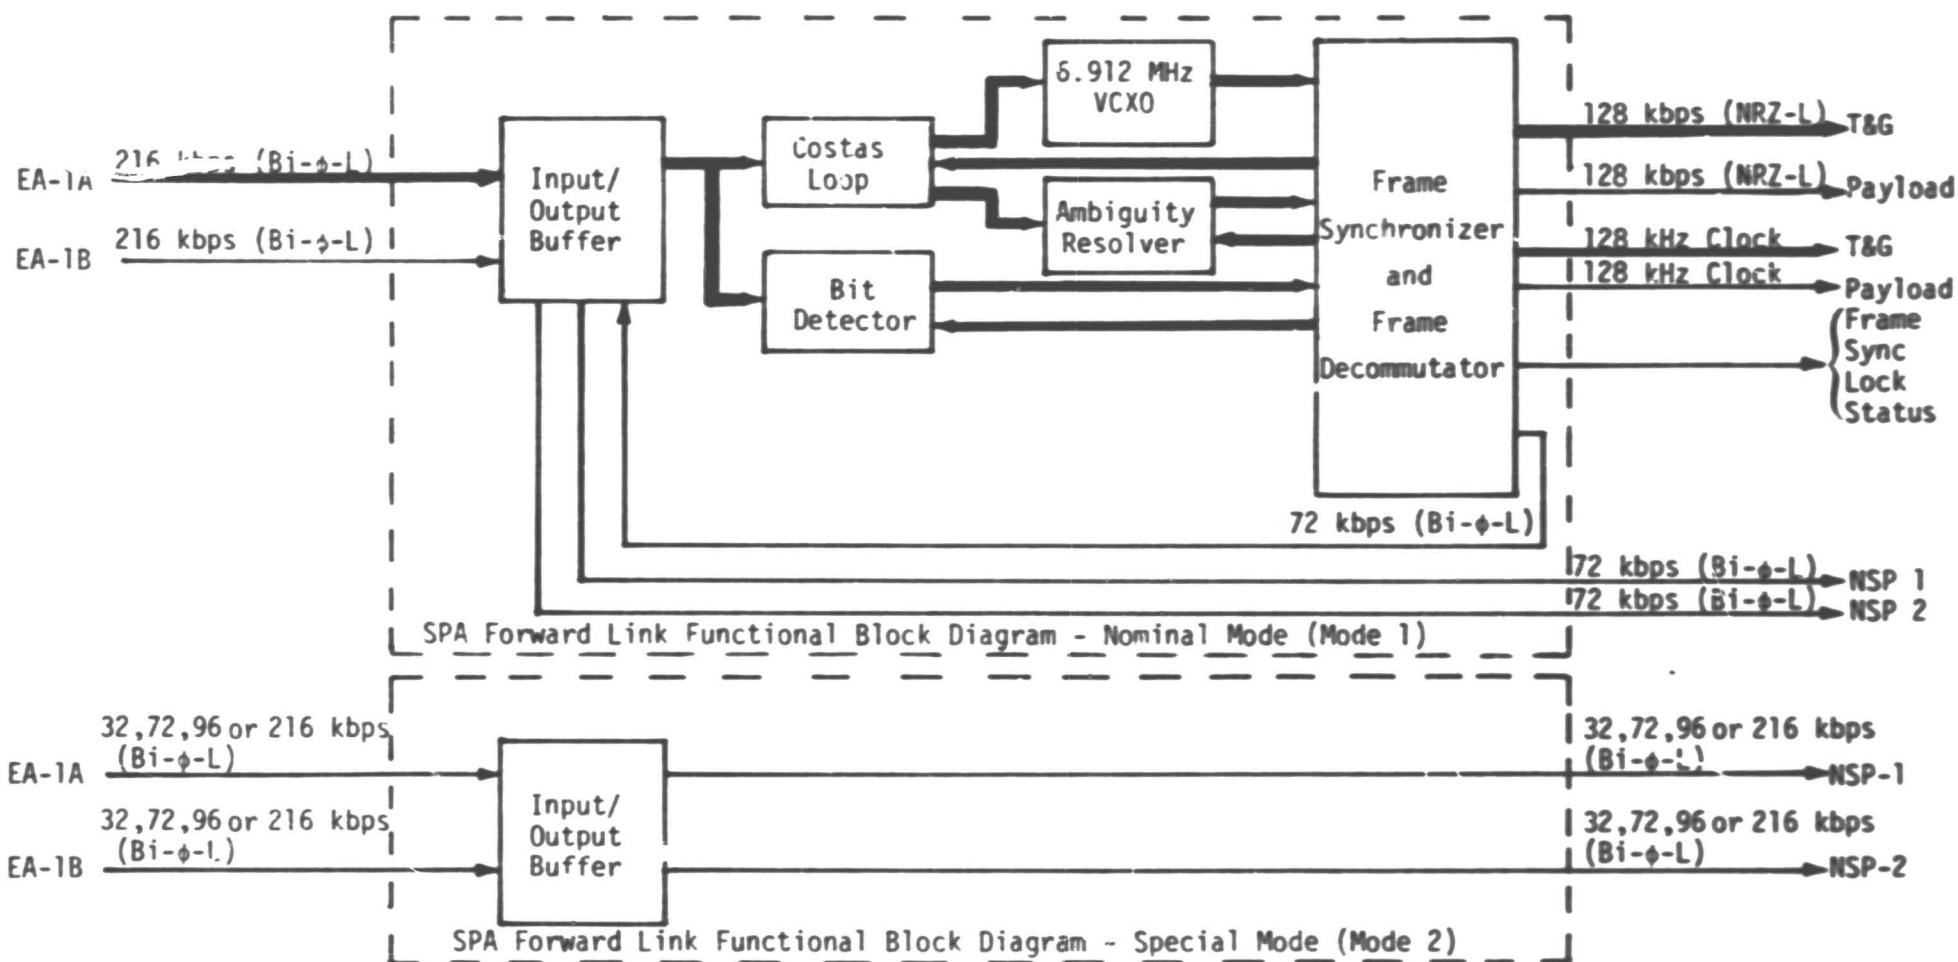 6.912 MHz
VCXO
EA-1A
216 kbps (Bi-ϕ-L)
EA-1B
216 kbps (Bi-ϕ-L)
Input/
Output
Buffer
Costas
Loop
Ambiguity
Resolver
Bit
Detector
Frame
Synchronizer
and
Frame
Decommutator
128 kbps (NRZ-L)
T&G
128 kbps (NRZ-L)
Payload
128 kHz Clock
T&G
128 kHz Clock
Payload
Frame
Sync
Lock
Status
72 kbps (Bi-ϕ-L)
72 kbps (Bi-ϕ-L)
NSP 1
72 kbps (Bi-ϕ-L)
NSP 2
SPA Forward Link Functional Block Diagram - Nominal Mode (Mode 1)
32,72,96 or 216 kbps
(Bi-ϕ-L)
EA-1A
32,72,96 or 216 kbps
(Bi-ϕ-L)
EA-1B
Input/
Output
Buffer
32,72,96 or 216 kbps
(Bi-ϕ-L)
NSP-1
32,72,96 or 216 kbps
(Bi-ϕ-L)
NSP-2
SPA Forward Link Functional Block Diagram - Special Mode (Mode 2)